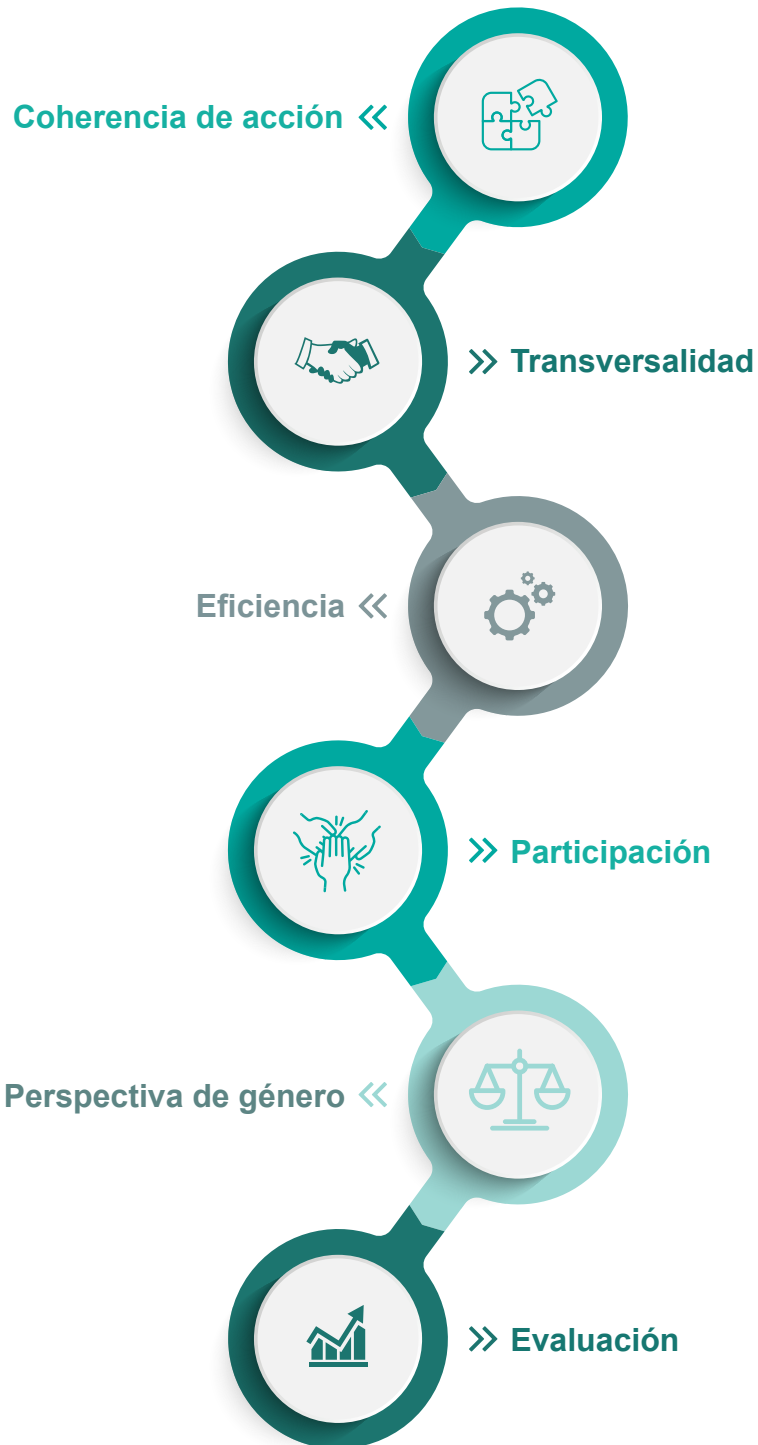 Coherencia de acción
Transversalidad
Eficiencia
Participación
Perspectiva de género
Evaluación